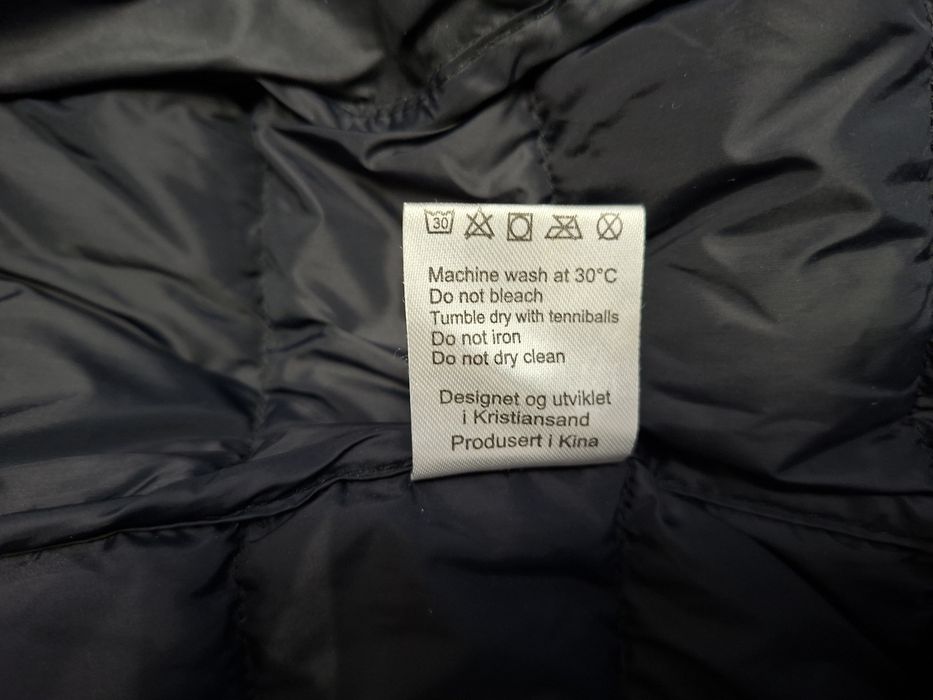 30
Machine wash at 30°C
Do not bleach
Tumble dry with tenniballs
Do not iron
Do not dry clean
Designet og utviklet
i Kristiansand
Produsert i Kina